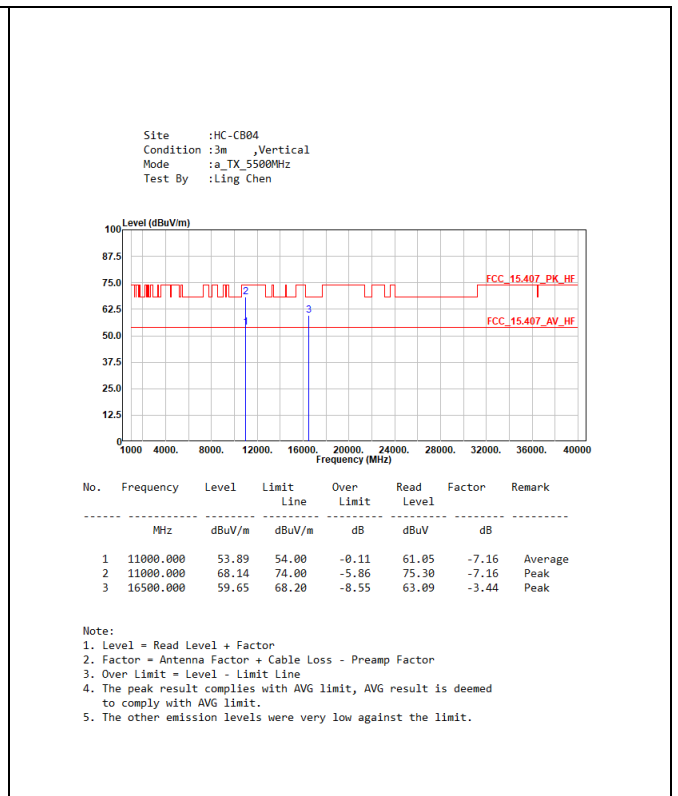 Site      :HC-CB04
Condition :3m    ,Vertical
Mode      :a_TX_5500MHz
Test By   :Ling Chen
Level (dBuV/m)
100
87.5
75.0
62.5
50.0
37.5
25.0
12.5
0
FCC_15.407_PK_HF
FCC_15.407_AV_HF
2
3
1
1000 4000. 8000. 12000. 16000. 20000. 24000. 28000. 32000. 36000. 40000
Frequency (MHz)
No. Frequency Level Limit Over Read Factor Remark
Line Limit Level
------ ----------- -------- --------- --------- -------- -------- ---------
MHz dBuV/m dBuV/m dB dBuV dB
1 11000.000 53.89 54.00 -0.11 61.05 -7.16 Average
2 11000.000 68.14 74.00 -5.86 75.30 -7.16 Peak
3 16500.000 59.65 68.20 -8.55 63.09 -3.44 Peak
Note:
1. Level = Read Level + Factor
2. Factor = Antenna Factor + Cable Loss - Preamp Factor
3. Over Limit = Level - Limit Line
4. The peak result complies with AVG limit, AVG result is deemed
to comply with AVG limit.
5. The other emission levels were very low against the limit.